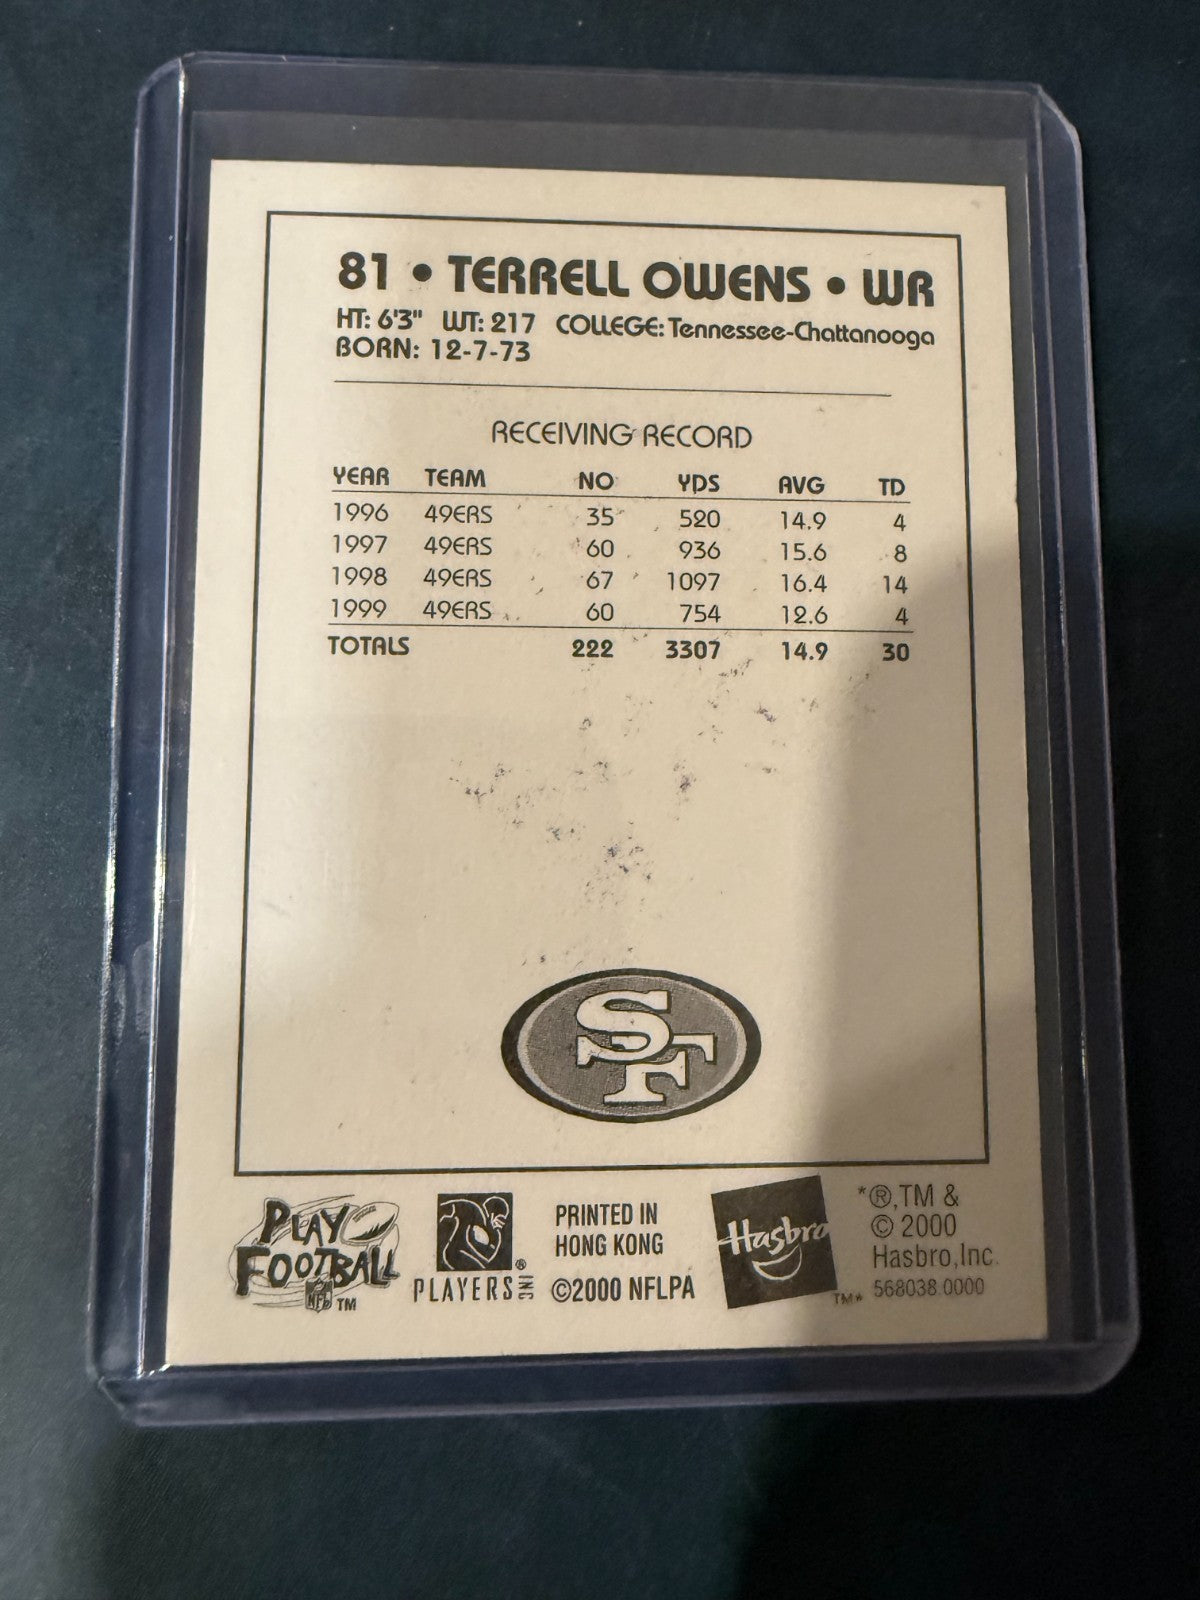 81 • TERRELL OWENS • WR
HT: 6'3" WT: 217 COLLEGE: Tennessee-Chattanooga
BORN: 12-7-73
RECEIVING RECORD
YEAR TEAM NO YDS AVG TD
1996 49ERS 35 520 14.9 4
1997 49ERS 60 936 15.6 8
1998 49ERS 67 1097 16.4 14
1999 49ERS 60 754 12.6 4
TOTALS 222 3307 14.9 30
SF
PLAY
FOOTBALL
NFL TM
PLAYERS INC ®
PRINTED IN
HONG KONG
©2000 NFLPA
Hasbro
TM*
*®,TM &
© 2000
Hasbro,Inc.
568038.0000